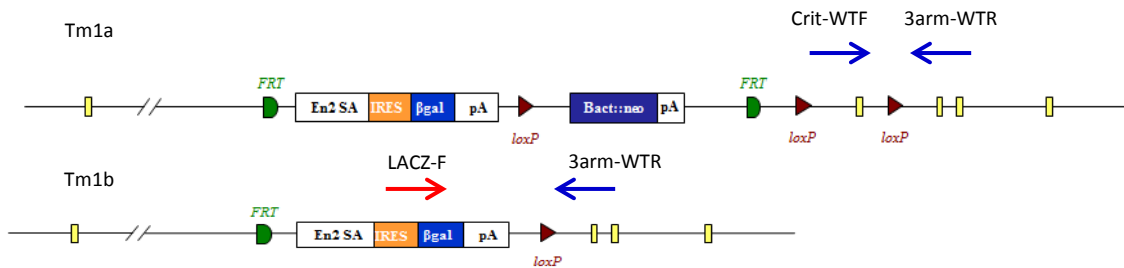 Tm1a
Crit-WTF 3arm-WTR
FRT FRT
En2 SA IRES βgal pA Bact::neo pA
loxP loxP loxP
Tm1b
LACZ-F 3arm-WTR
FRT
En2 SA IRES βgal pA
loxP